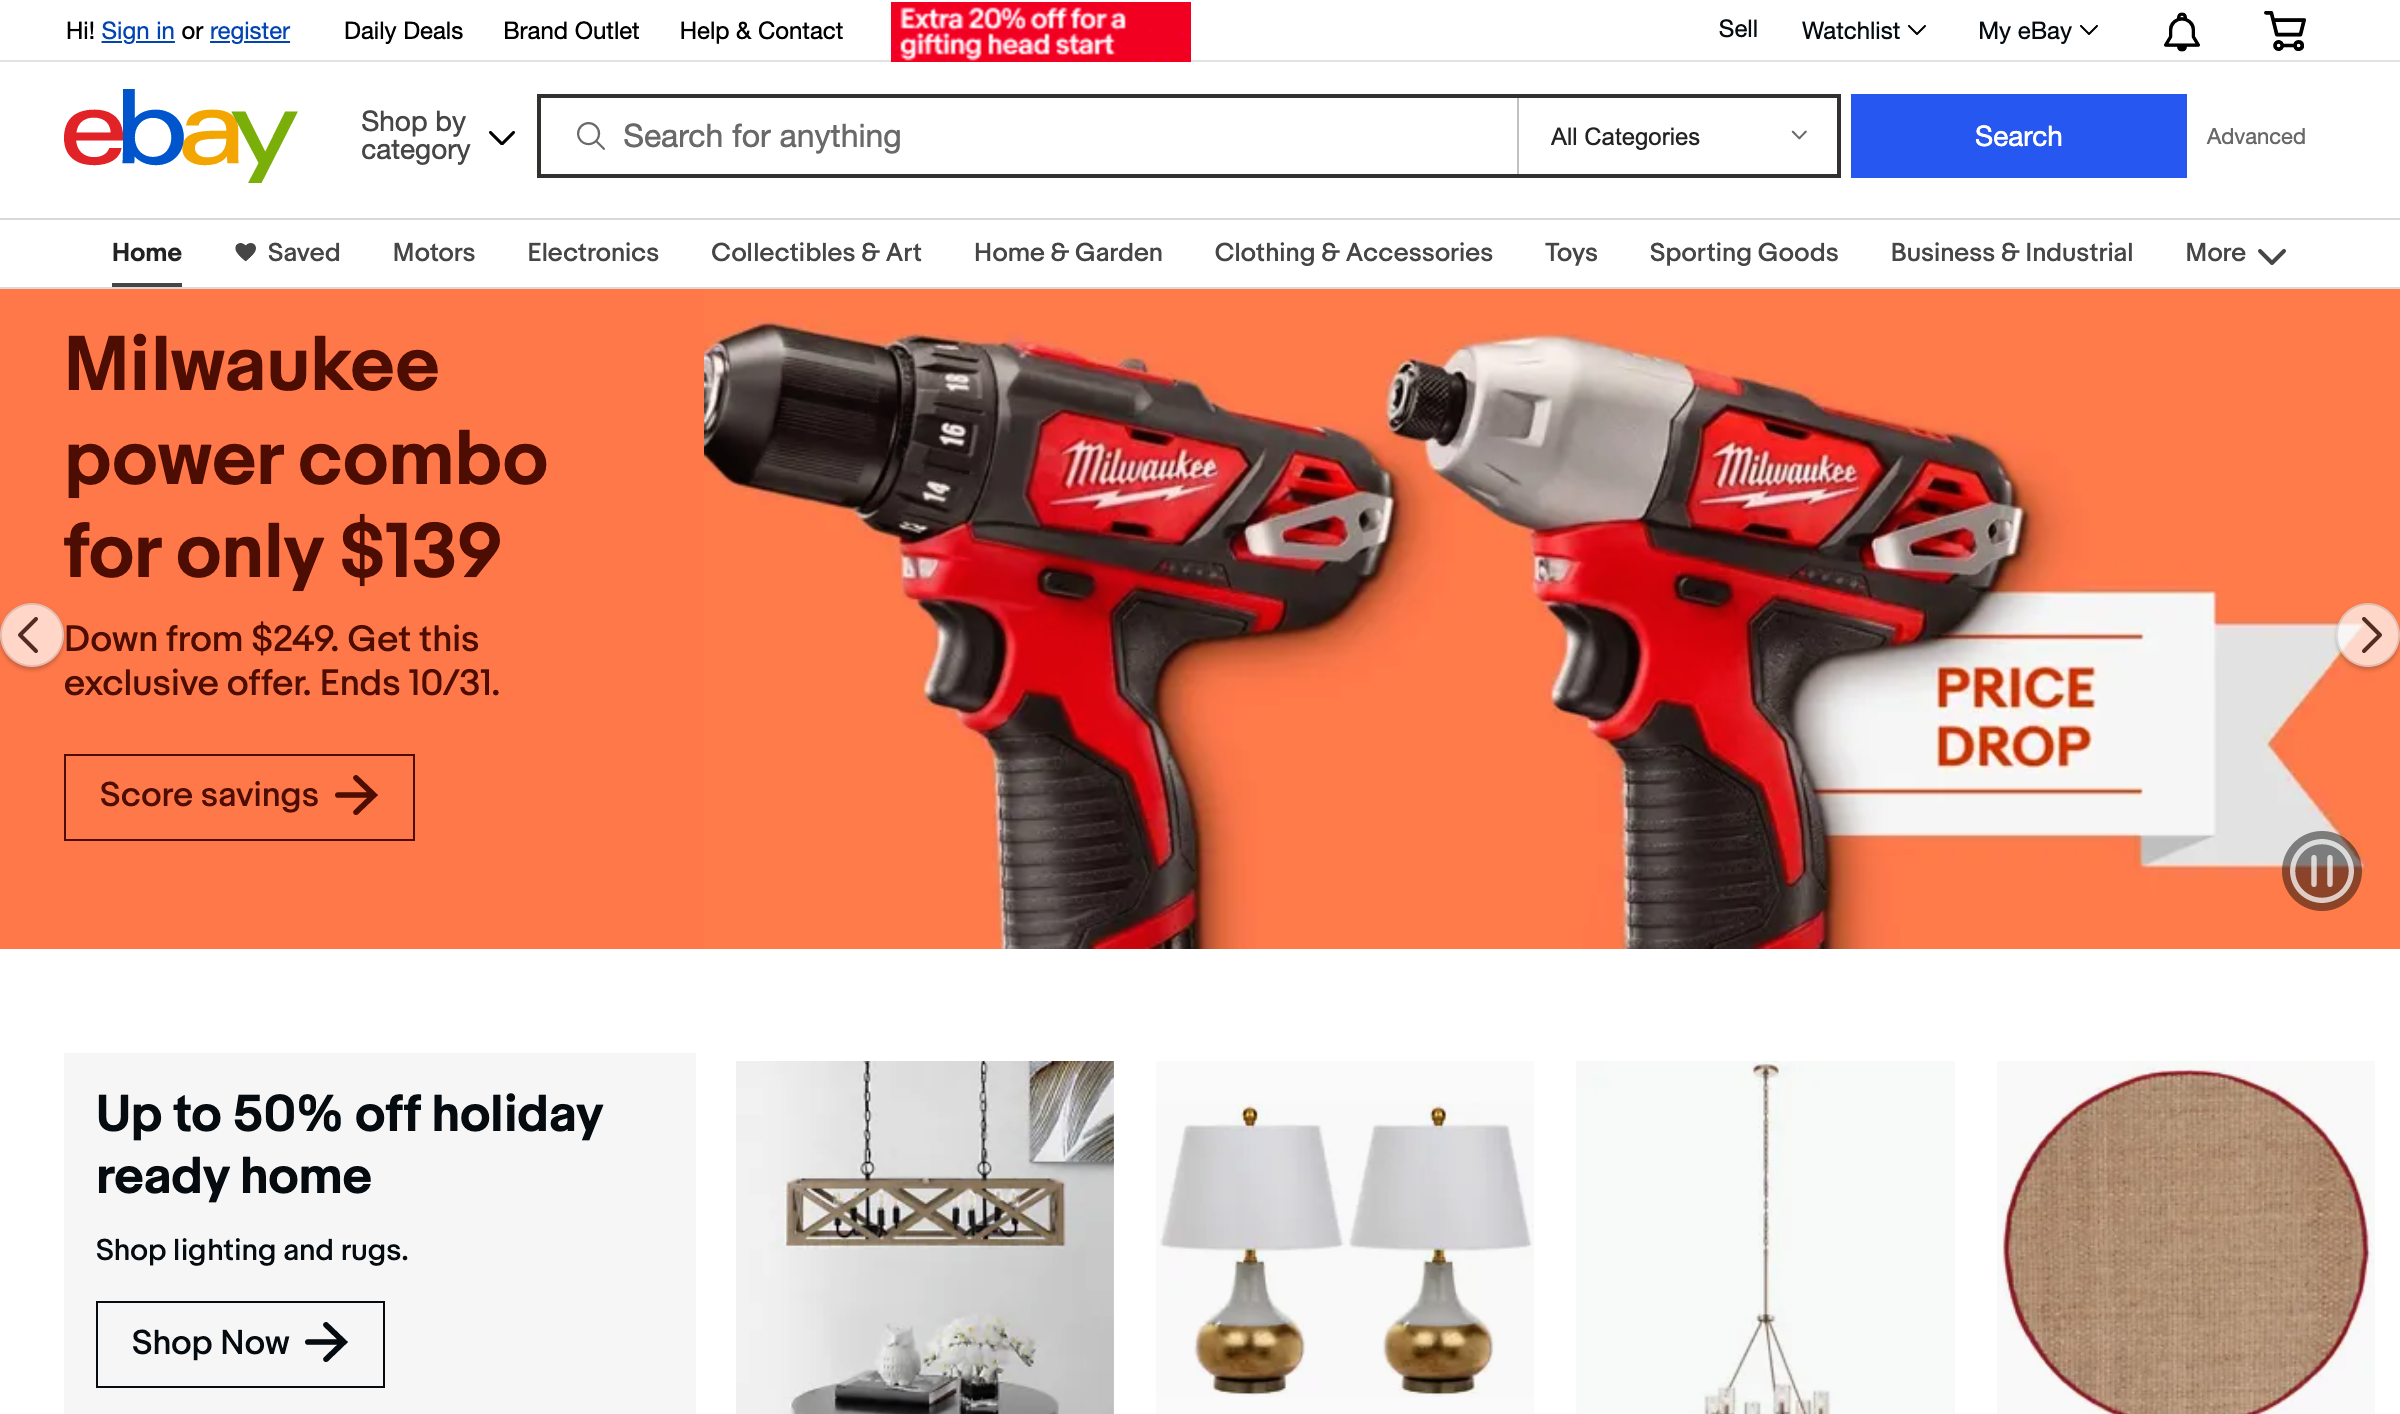 Hi! Sign in or register
Daily Deals
Brand Outlet
Help & Contact
Extra 20% off for a
gifting head start
Sell
Watchlist
My eBay
ebay
Shop by
category
Search for anything
All Categories
Search
Advanced
Home
Saved
Motors
Electronics
Collectibles & Art
Home & Garden
Clothing & Accessories
Toys
Sporting Goods
Business & Industrial
More
Milwaukee
power combo
for only $139
Down from $249. Get this
exclusive offer. Ends 10/31.
Score savings
18
16
14
Milwaukee
Milwaukee
PRICE
DROP
Up to 50% off holiday
ready home
Shop lighting and rugs.
Shop Now